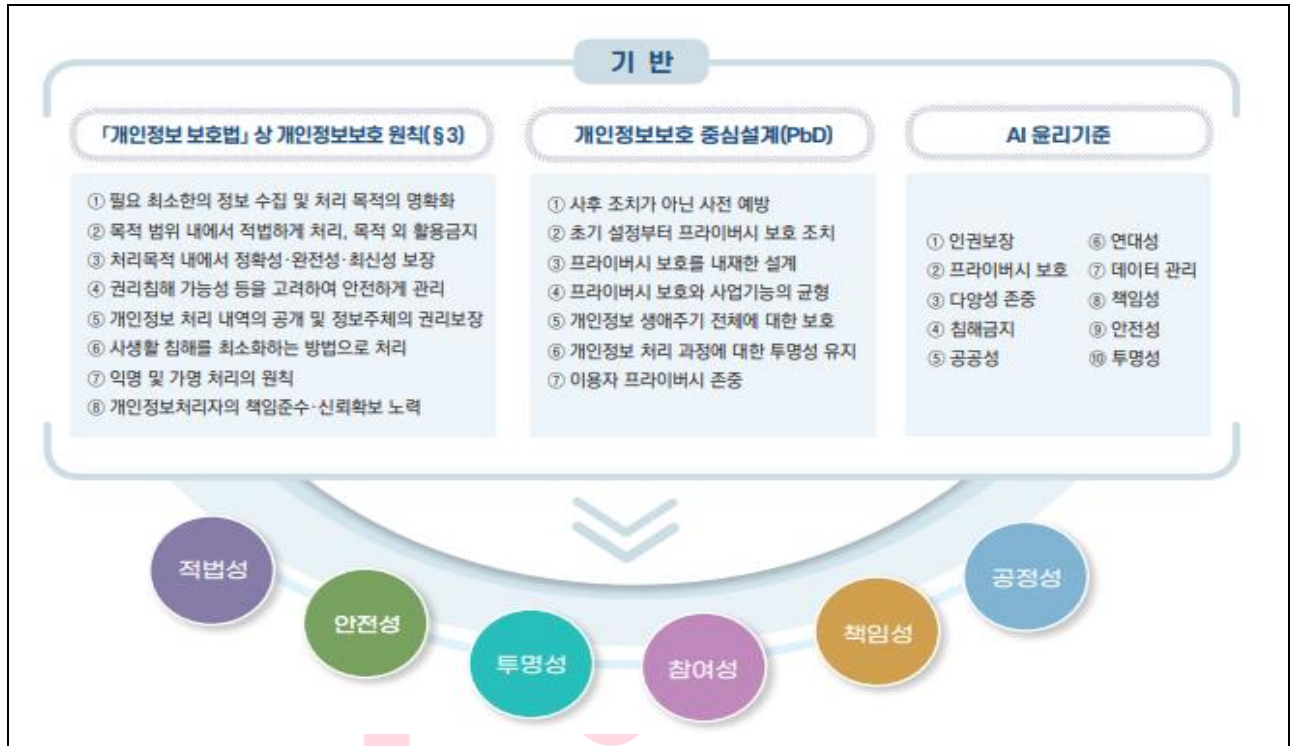 기 반
「개인정보 보호법」 상 개인정보보호 원칙(§3)
① 필요 최소한의 정보 수집 및 처리 목적의 명확화
② 목적 범위 내에서 적법하게 처리, 목적 외 활용금지
③ 처리목적 내에서 정확성·완전성·최신성 보장
④ 권리침해 가능성 등을 고려하여 안전하게 관리
⑤ 개인정보 처리 내역의 공개 및 정보주체의 권리보장
⑥ 사생활 침해를 최소화하는 방법으로 처리
⑦ 익명 및 가명 처리의 원칙
⑧ 개인정보처리자의 책임준수·신뢰확보 노력
개인정보보호 중심설계(PbD)
① 사후 조치가 아닌 사전 예방
② 초기 설정부터 프라이버시 보호 조치
③ 프라이버시 보호를 내재한 설계
④ 프라이버시 보호와 사업기능의 균형
⑤ 개인정보 생애주기 전체에 대한 보호
⑥ 개인정보 처리 과정에 대한 투명성 유지
⑦ 이용자 프라이버시 존중
AI 윤리기준
① 인권보장
② 프라이버시 보호
③ 다양성 존중
④ 침해금지
⑤ 공공성
⑥ 연대성
⑦ 데이터 관리
⑧ 책임성
⑨ 안전성
⑩ 투명성
적법성
안전성
투명성
참여성
책임성
공정성